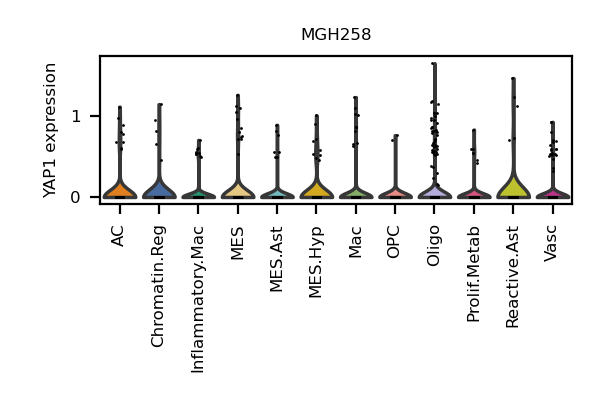 MGH258
YAP1 expression
1
0
AC
Chromatin.Reg
Inflammatory.Mac
MES
MES.Ast
MES.Hyp
Mac
OPC
Oligo
Prolif.Metab
Reactive.Ast
Vasc